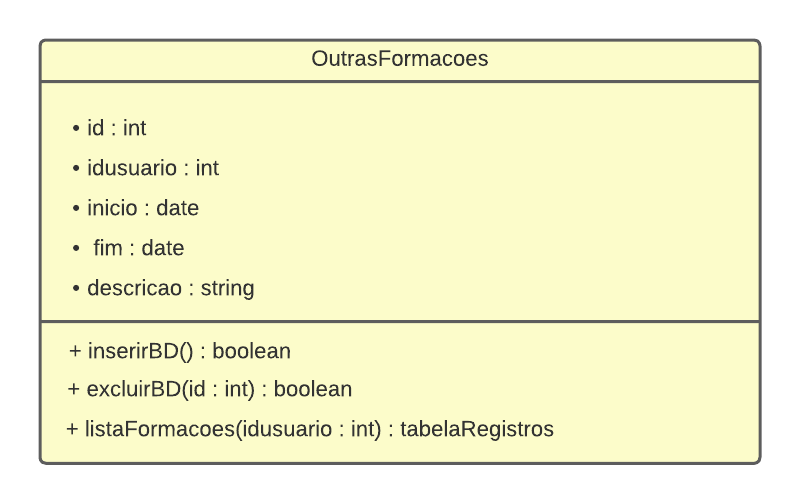 OutrasFormacoes
• id : int
• idusuario : int
• inicio : date
• fim : date
• descricao : string
+ inserirBD() : boolean
+ excluirBD(id : int) : boolean
+ listaFormacoes(idusuario : int) : tabelaRegistros